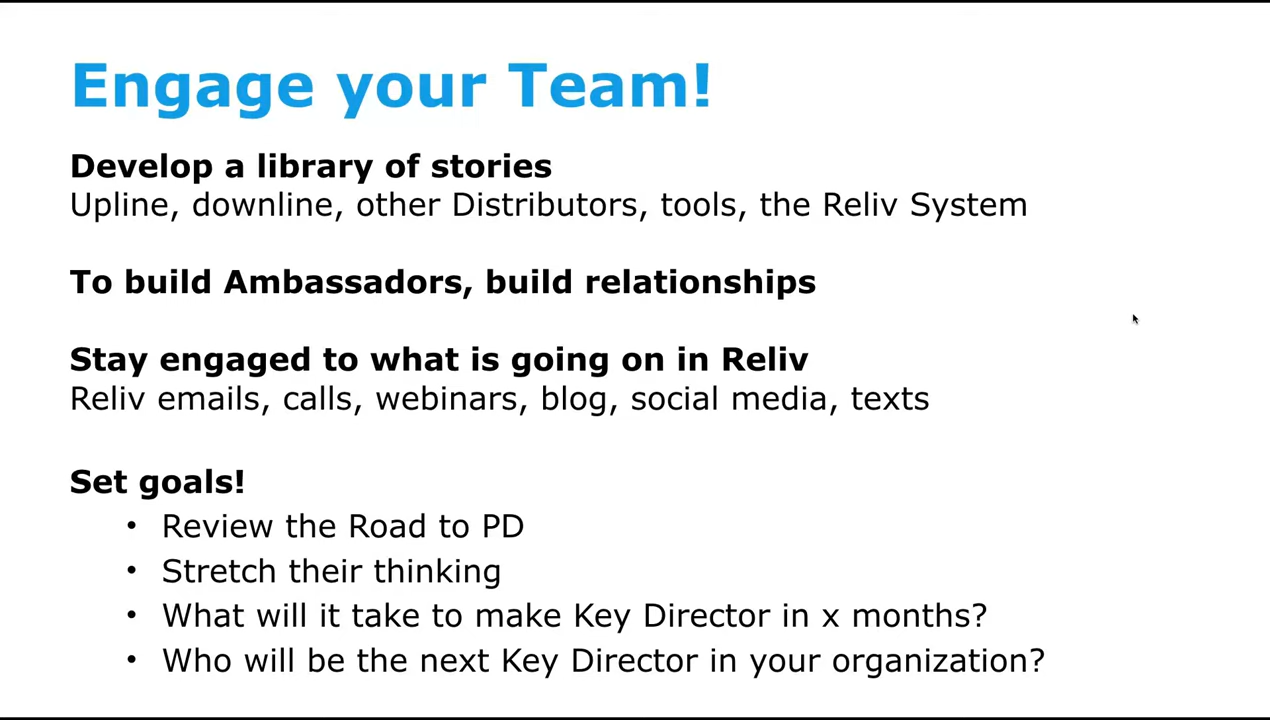 Engage your Team!
Develop a library of stories
Upline, downline, other Distributors, tools, the Reliv System
To build Ambassadors, build relationships
Stay engaged to what is going on in Reliv
Reliv emails, calls, webinars, blog, social media, texts
Set goals!
• Review the Road to PD
• Stretch their thinking
• What will it take to make Key Director in x months?
• Who will be the next Key Director in your organization?